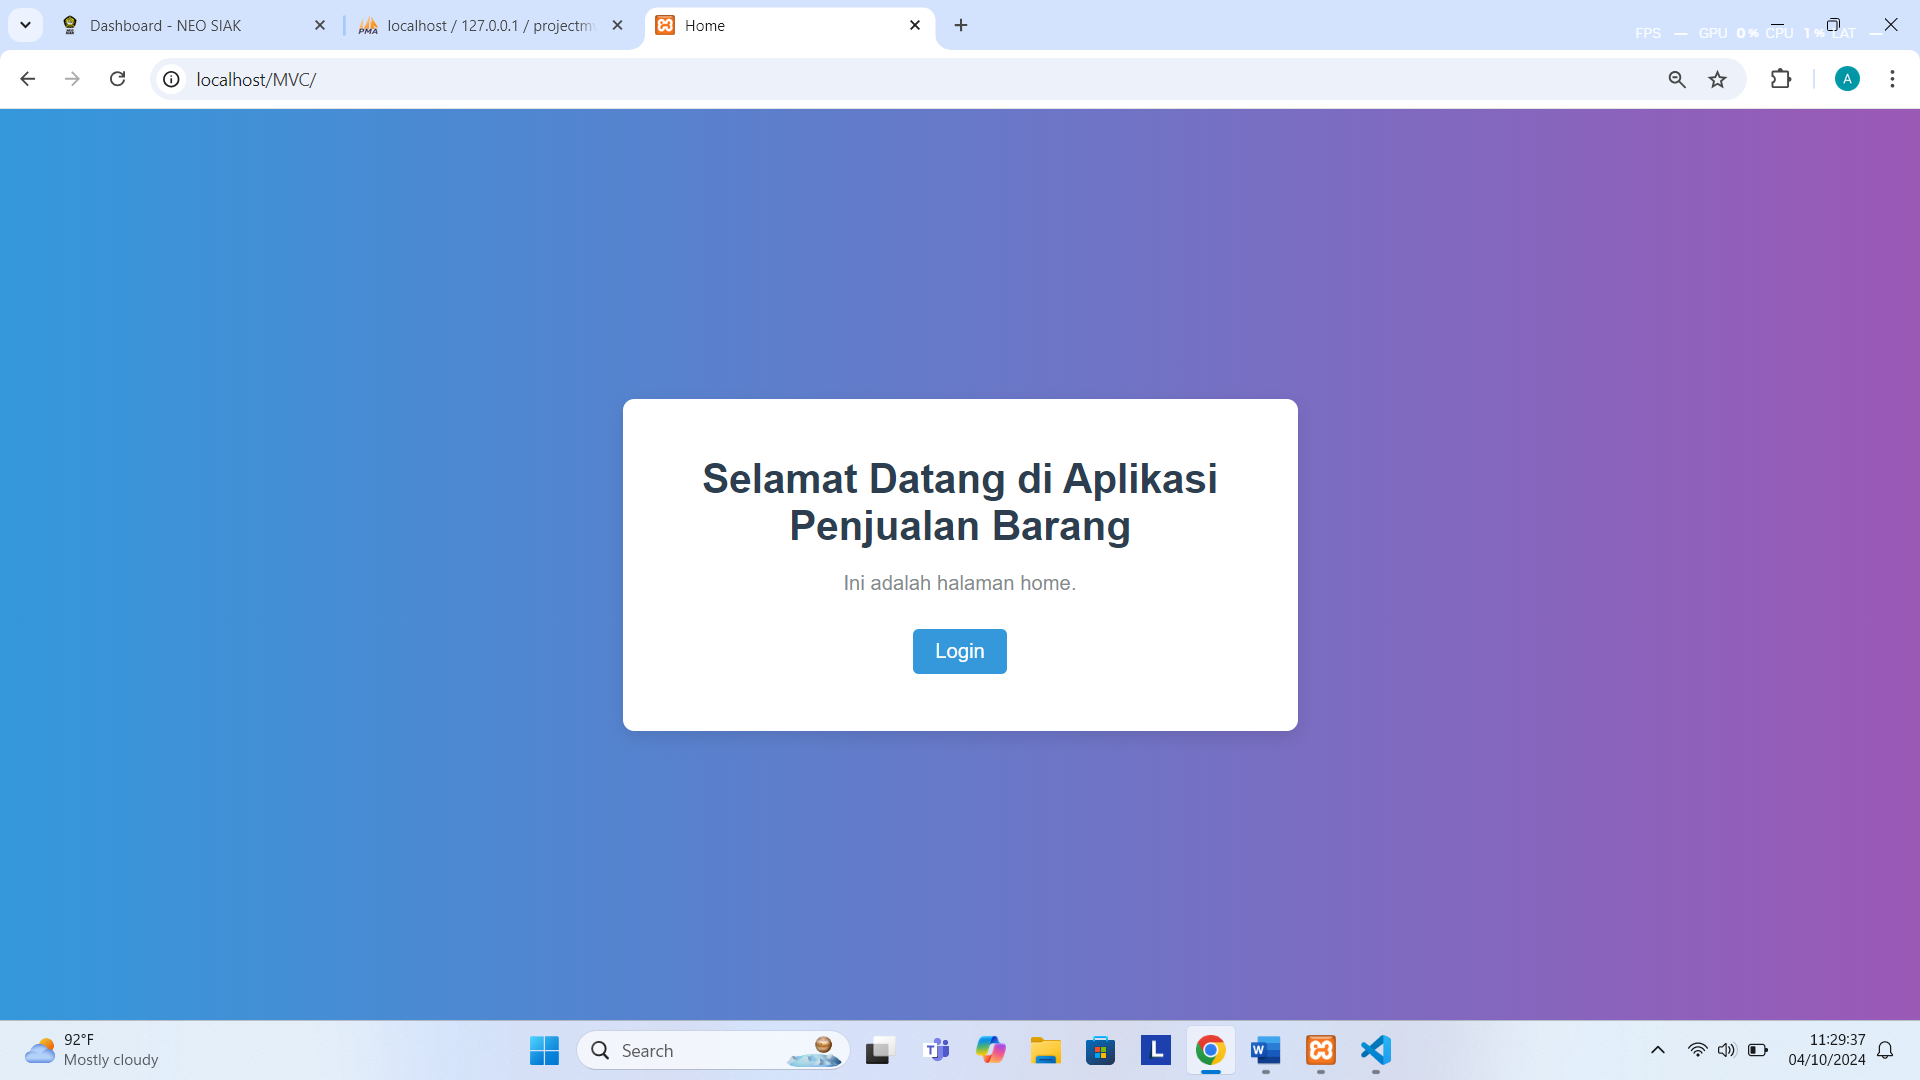 Dashboard - NEO SIAK
localhost / 127.0.0.1 / projectmv
Home
FPS — GPU 0% CPU 1% LAT —
localhost/MVC/
A
Selamat Datang di Aplikasi
Penjualan Barang
Ini adalah halaman home.
Login
92°F
Mostly cloudy
Search
11:29:37
04/10/2024